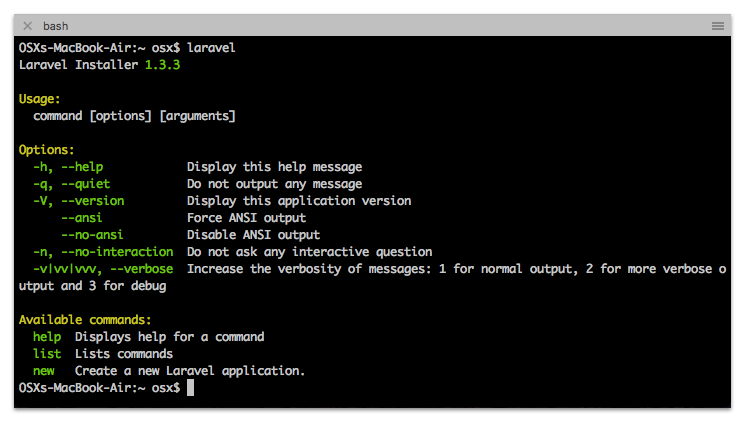 bash
OSXs-MacBook-Air:~ osx$ laravel
Laravel Installer 1.3.3
Usage:
command [options] [arguments]
Options:
-h, --help Display this help message
-q, --quiet Do not output any message
-V, --version Display this application version
--ansi Force ANSI output
--no-ansi Disable ANSI output
-n, --no-interaction Do not ask any interactive question
-v|vv|vvv, --verbose Increase the verbosity of messages: 1 for normal output, 2 for more verbose o
utput and 3 for debug
Available commands:
help Displays help for a command
list Lists commands
new Create a new Laravel application.
OSXs-MacBook-Air:~ osx$